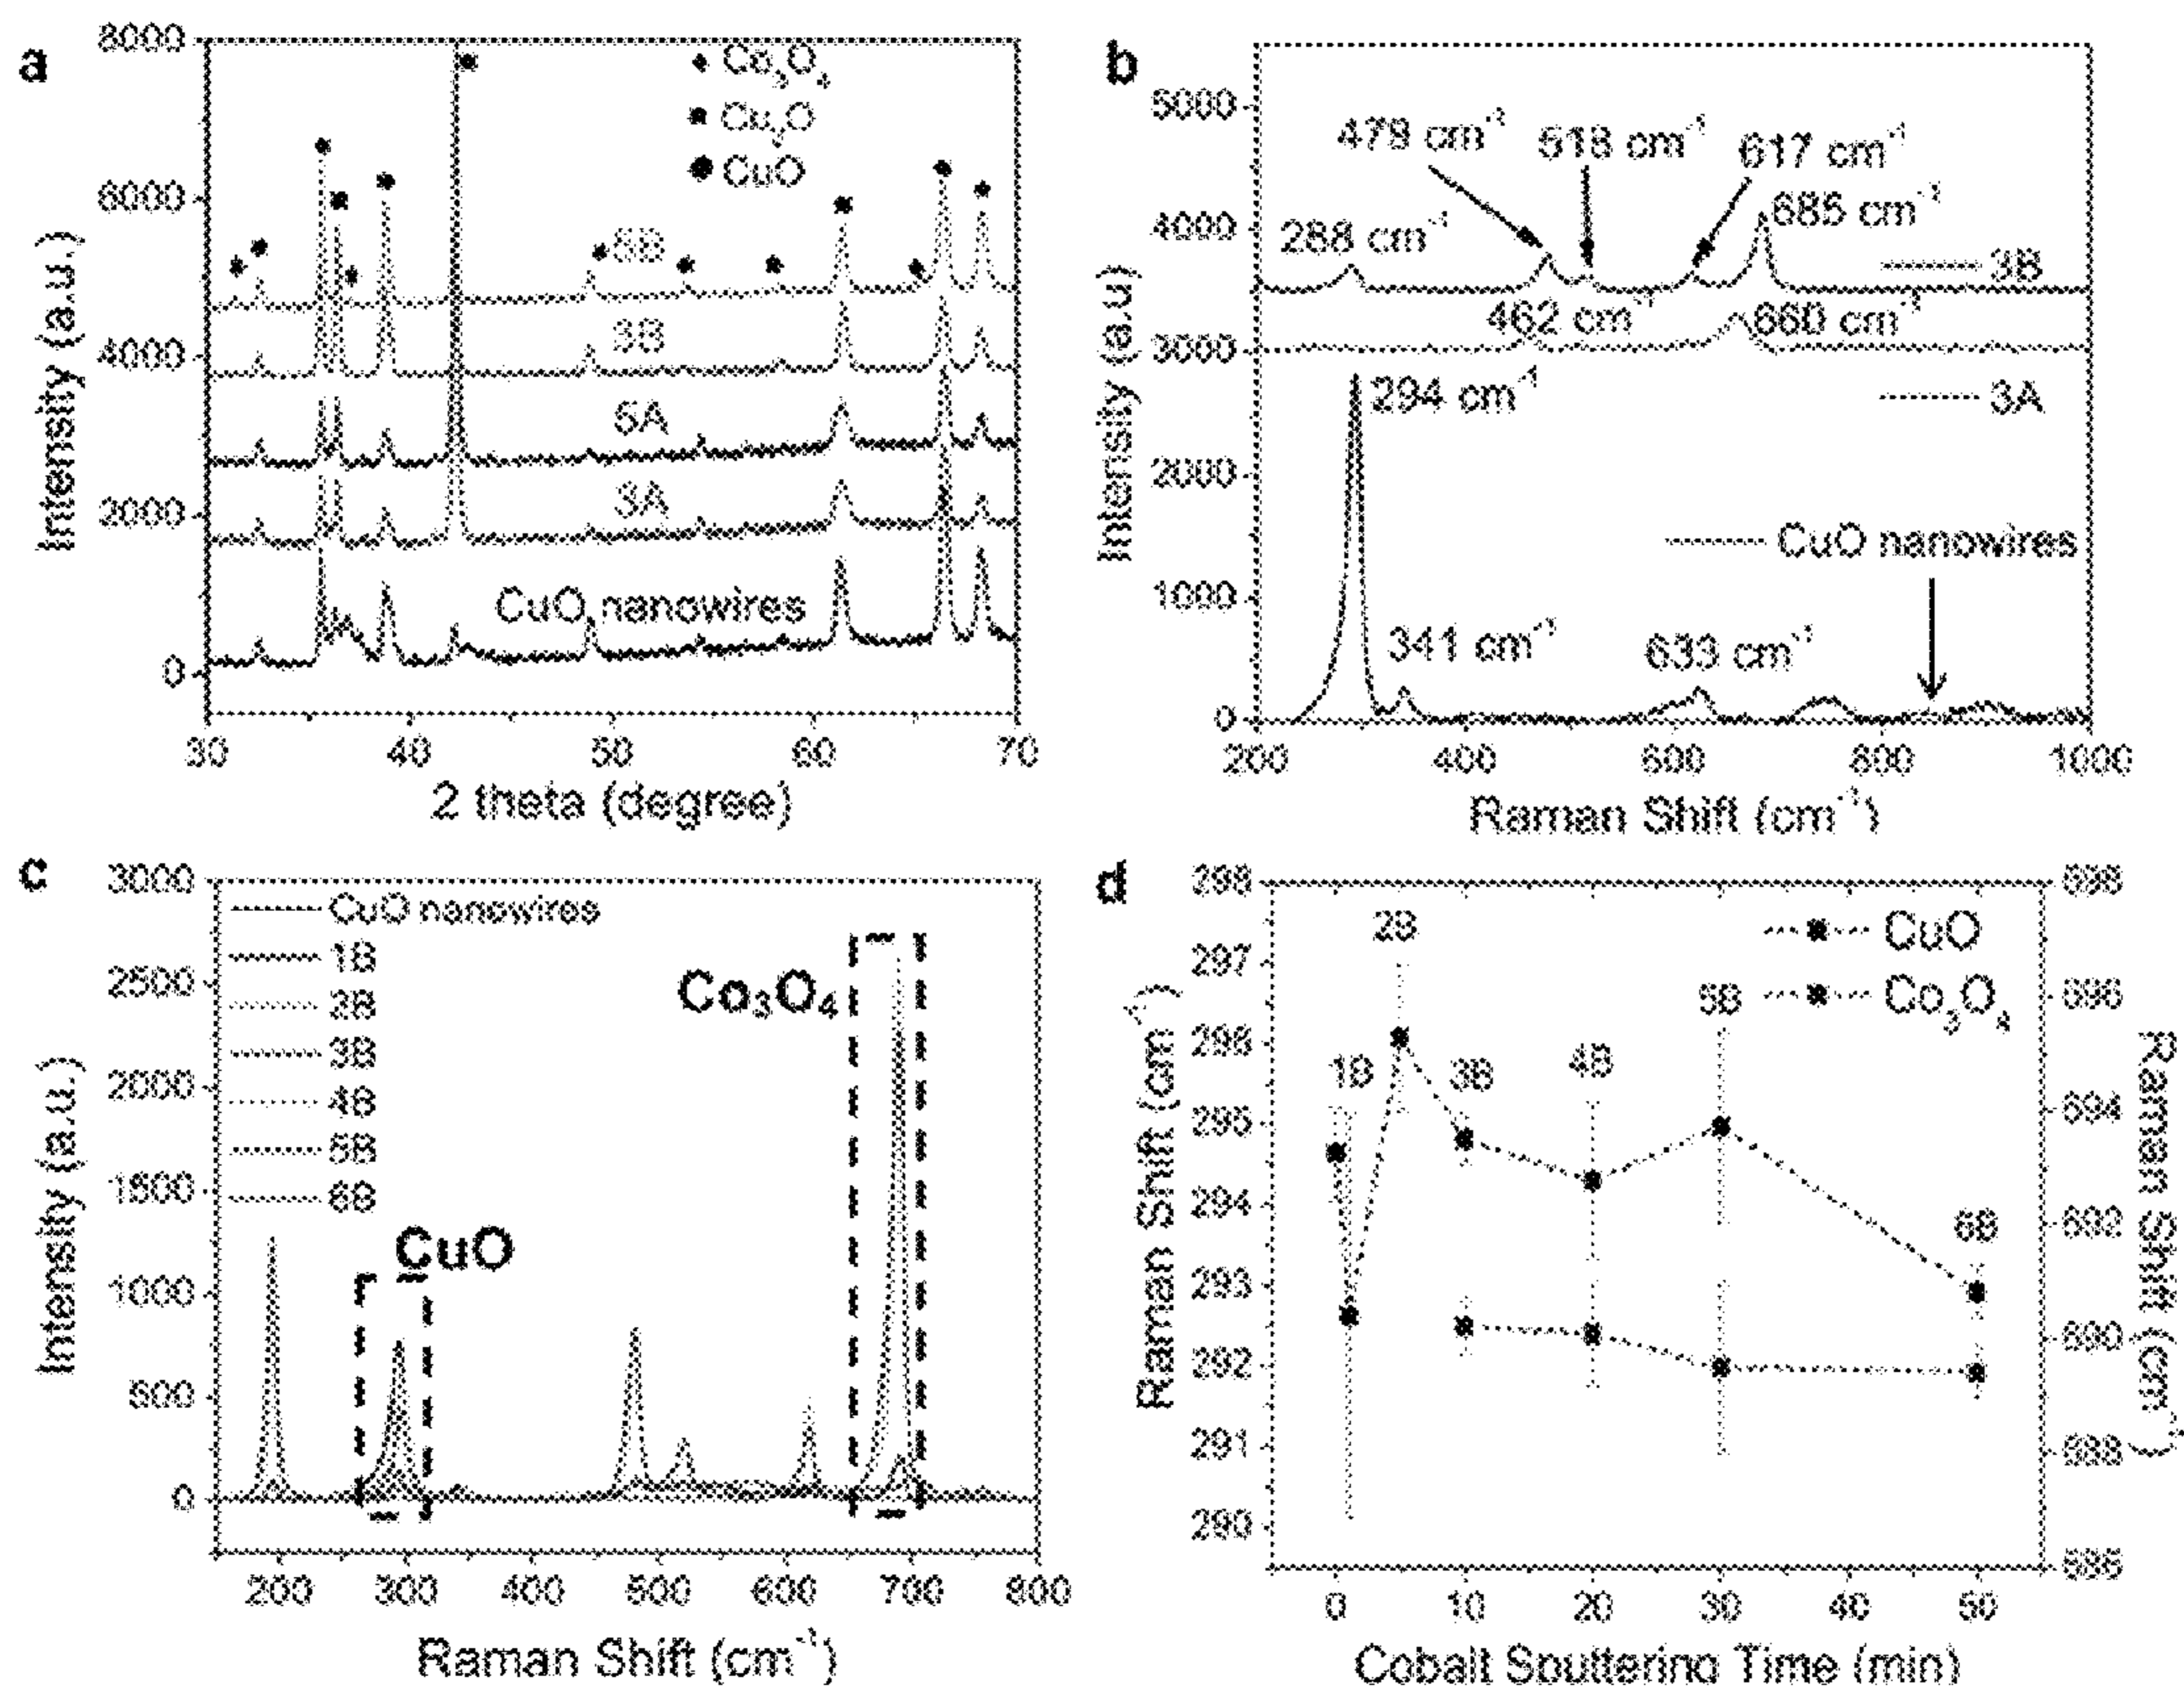 a
8000
6000
4000
2000
0
Intensity (a.u.)
Co₃O₄
Cu₂O
CuO
5B
3B
5A
3A
CuO nanowires
30 40 50 60 70
2 theta (degree)
b
5000
4000
3000
2000
1000
0
Intensity (a.u)
479 cm⁻¹ 518 cm⁻¹ 617 cm⁻¹
288 cm⁻¹ 685 cm⁻¹
3B
462 cm⁻¹ 660 cm⁻¹
294 cm⁻¹ 3A
CuO nanowires
341 cm⁻¹ 633 cm⁻¹
200 400 600 800 1000
Raman Shift (cm⁻¹)
c
3000
2500
2000
1500
1000
500
0
Intensity (a.u.)
CuO nanowires
1B
2B
3B
4B
5B
6B
Co₃O₄
CuO
200 300 400 500 600 700 800
Raman Shift (cm⁻¹)
d
298
297
296
295
294
293
292
291
290
Raman Shift (cm⁻¹)
2B
CuO
Co₃O₄
5B
1B 3B 4B
6B
698
696
694
692
690
688
686
Raman Shift (cm⁻¹)
0 10 20 30 40 50
Cobalt Sputtering Time (min)